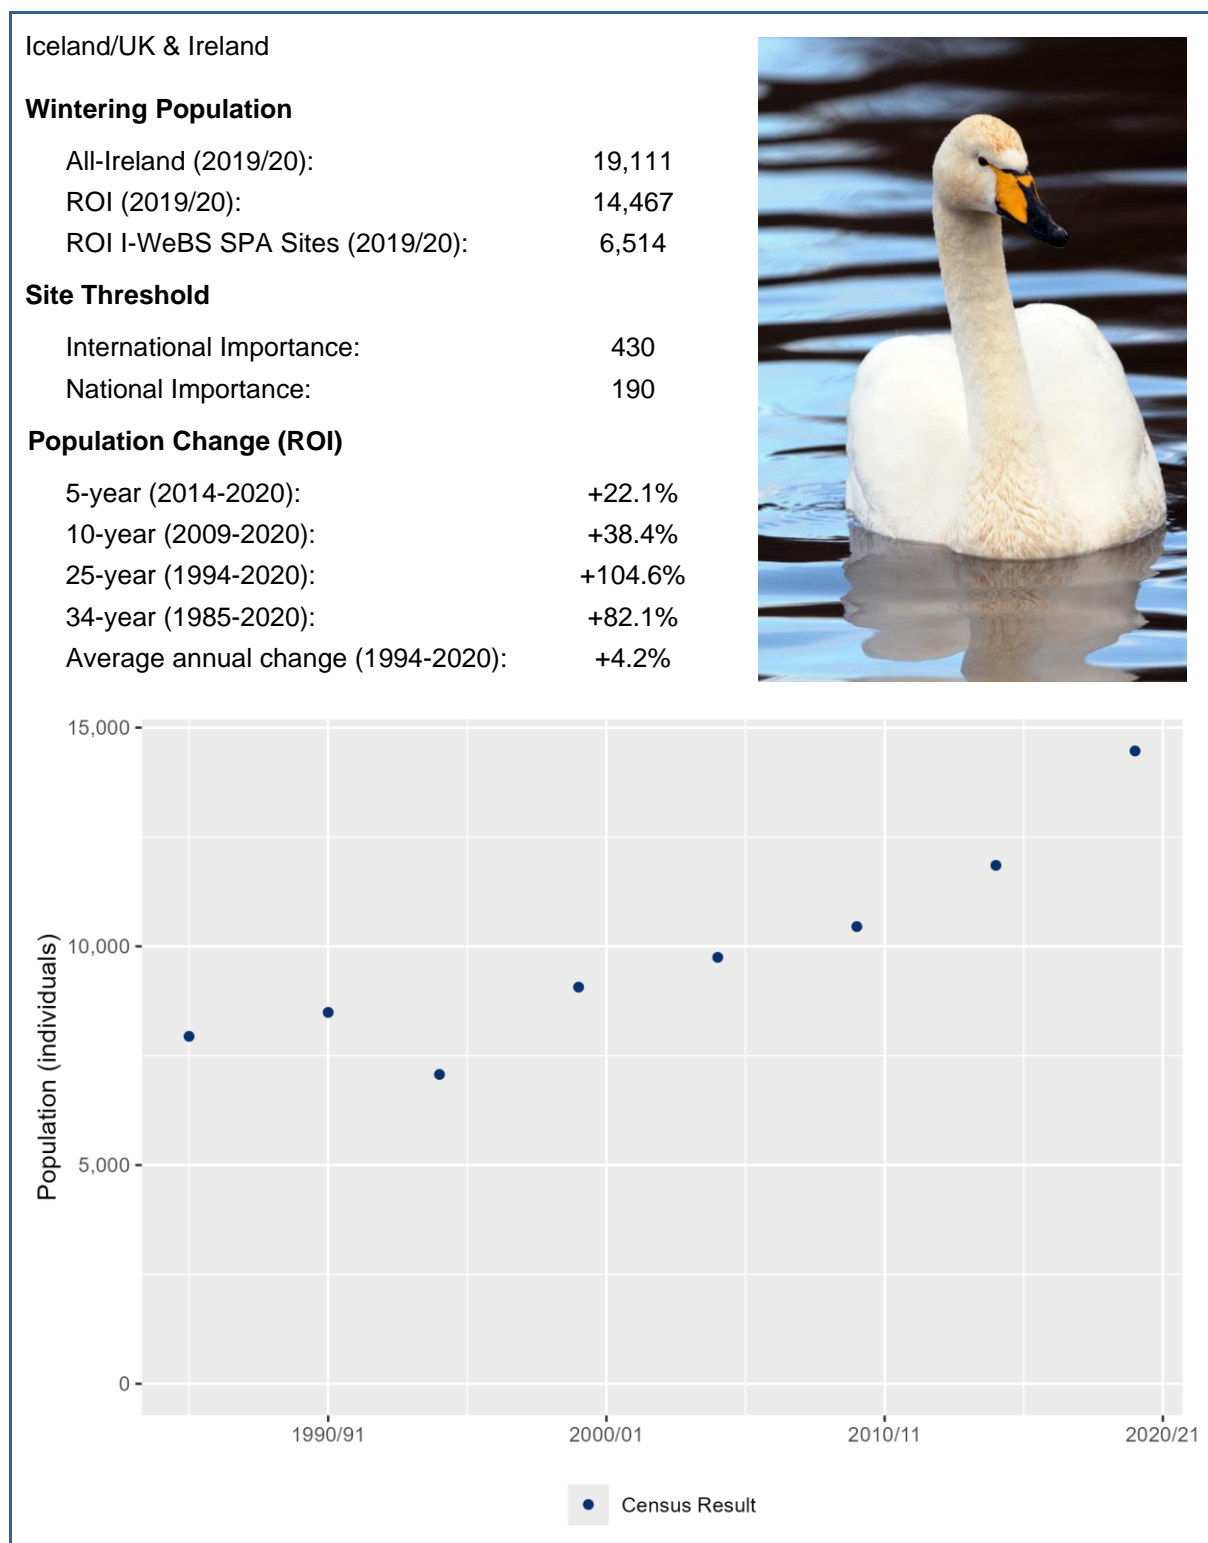 Iceland/UK & Ireland
Wintering Population
All-Ireland (2019/20): 19,111
ROI (2019/20): 14,467
ROI I-WeBS SPA Sites (2019/20): 6,514
Site Threshold
International Importance: 430
National Importance: 190
Population Change (ROI)
5-year (2014-2020): +22.1%
10-year (2009-2020): +38.4%
25-year (1994-2020): +104.6%
34-year (1985-2020): +82.1%
Average annual change (1994-2020): +4.2%
Population (individuals)
15,000
10,000
5,000
0
1990/91 2000/01 2010/11 2020/21
Census Result